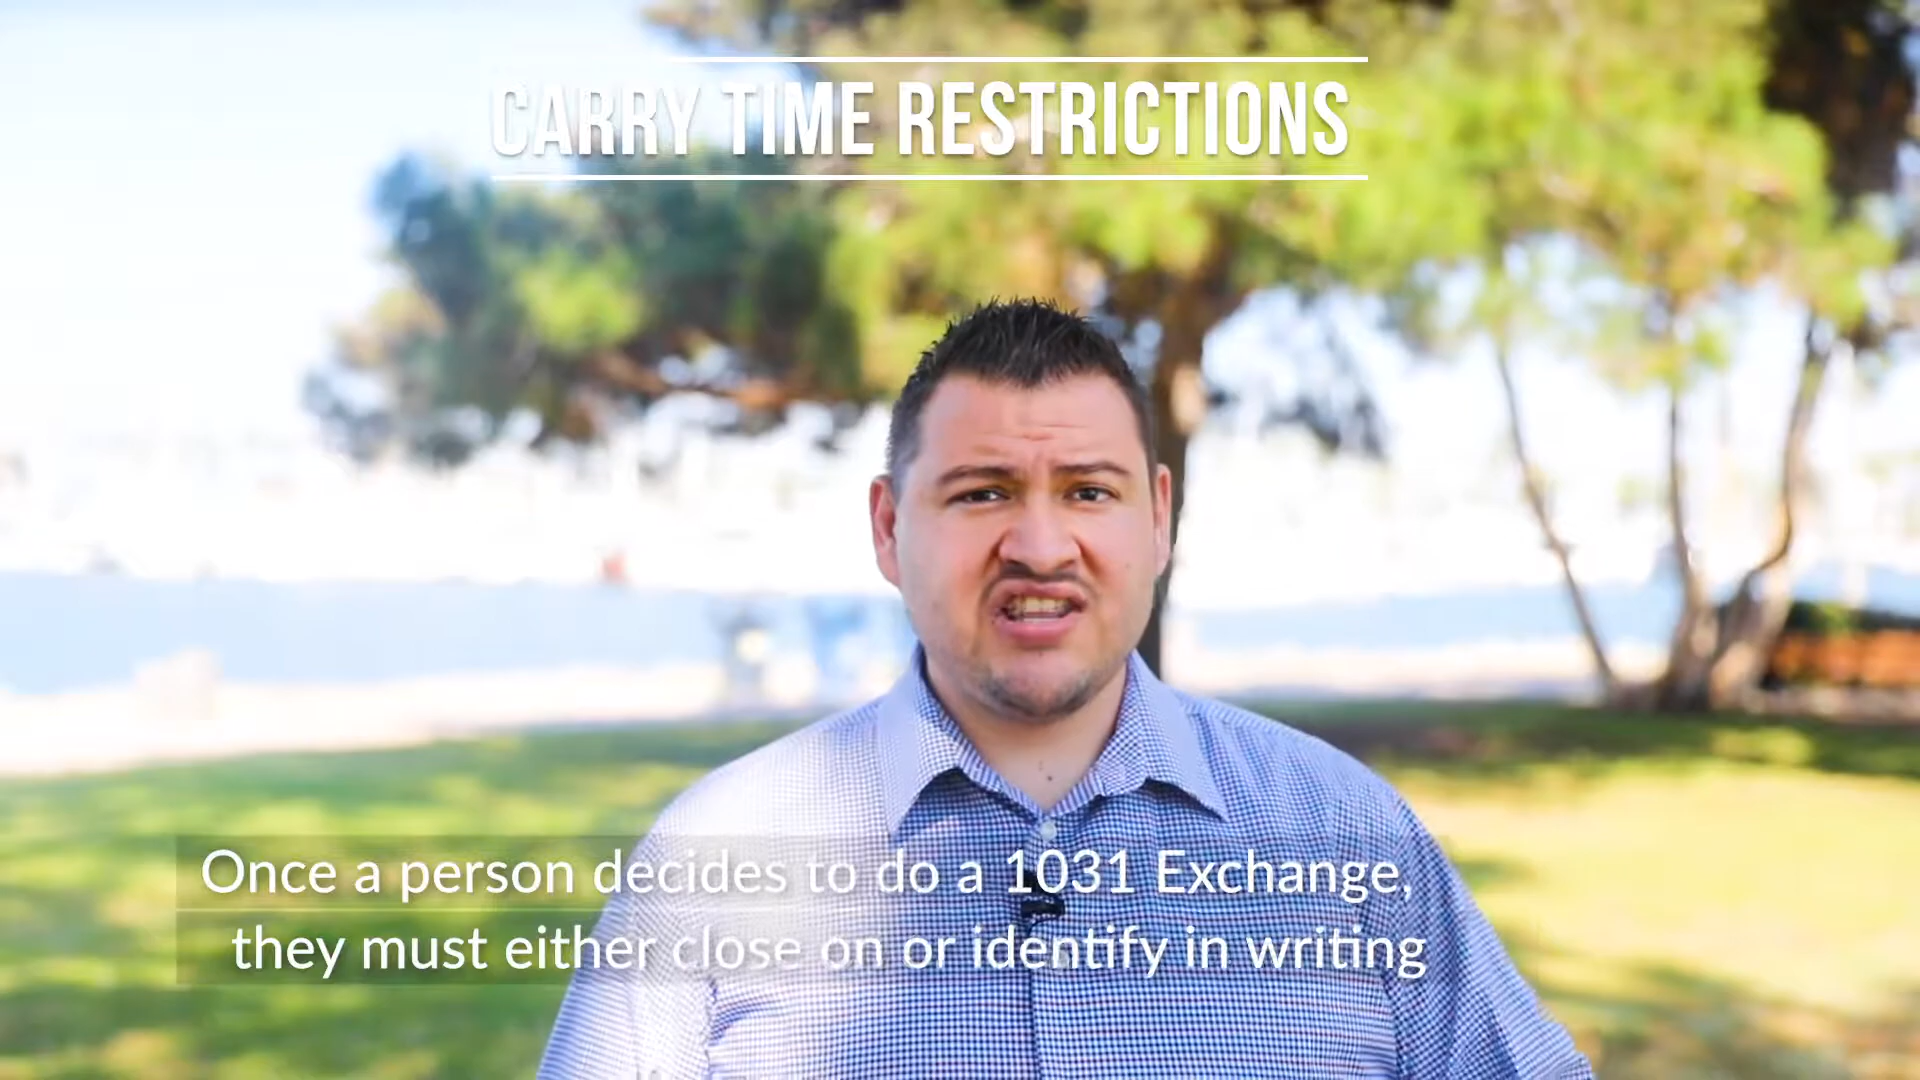 CARRY TIME RESTRICTIONS
Once a person decides to do a 1031 Exchange,
they must either close on or identify in writing